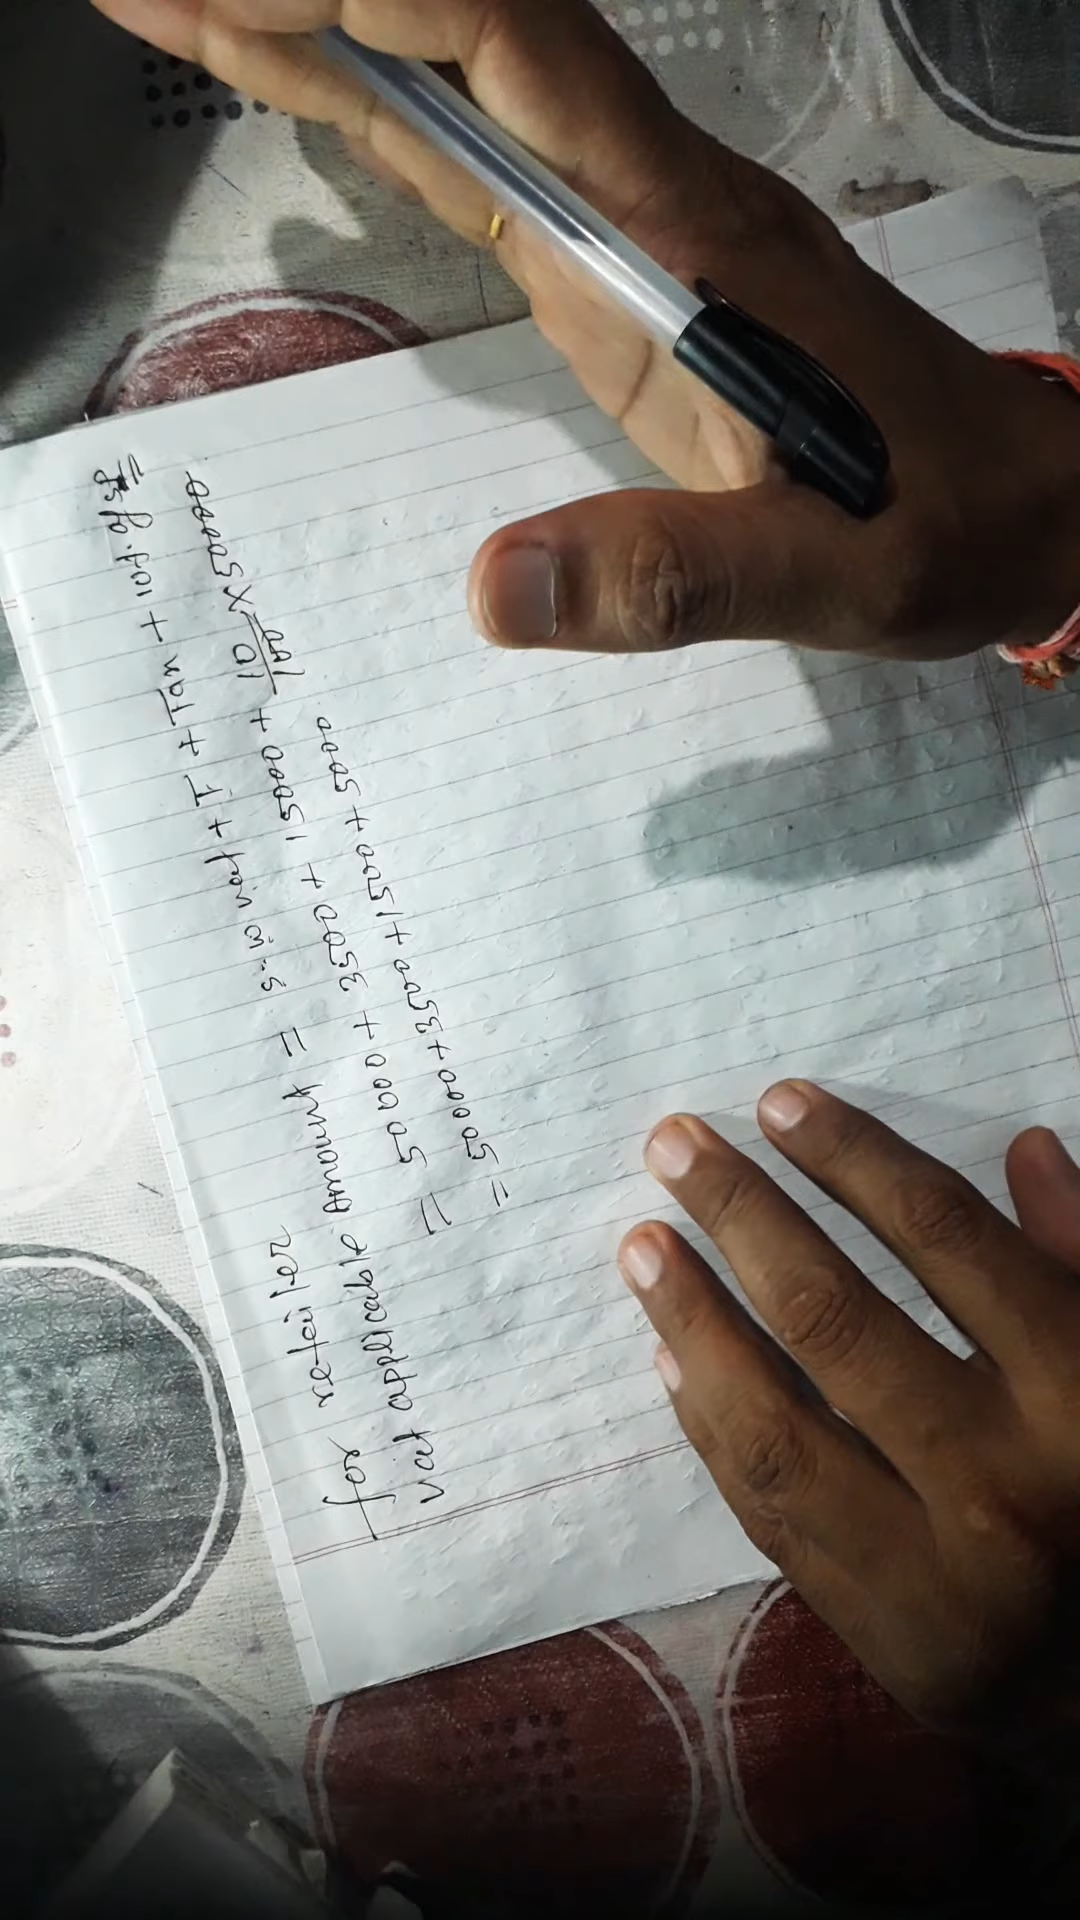 for retailer
vat applicable Amount = S.w vat + T + Tax + 10% of SP
= 50000 + 3500 + 15000 + 10/100 X 50000
= 50000 + 3500 + 1500 + 5000